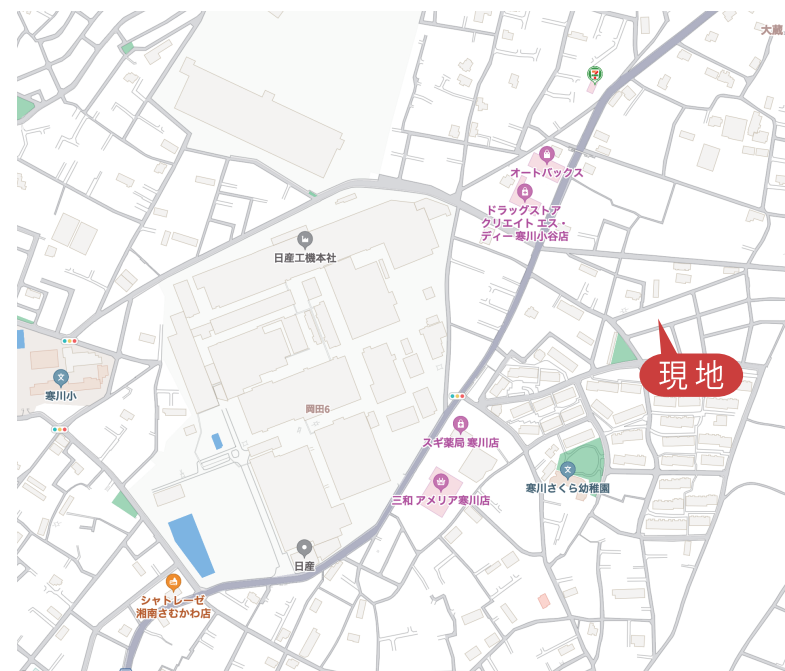 大蔵
オートバックス
ドラッグストア
クリエイト エス・
ディー 寒川小谷店
日産工機本社
現地
寒川小
岡田6
スギ薬局 寒川店
寒川さくら幼稚園
三和 アメリア寒川店
日産
シャトレーゼ
湘南さむかわ店